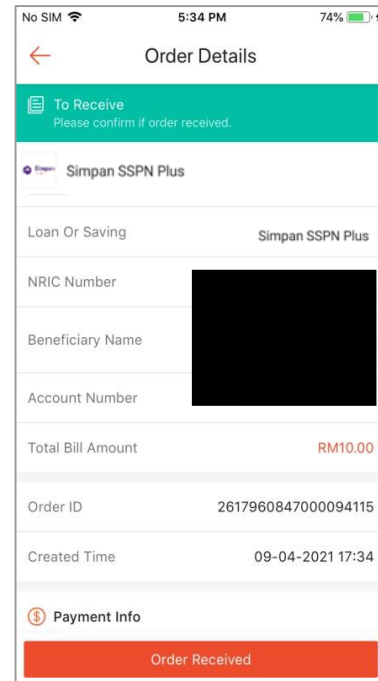 No SIM 5:34 PM 74%
Order Details
To Receive
Please confirm if order received.
Simpan Simpan SSPN Plus
Loan Or Saving Simpan SSPN Plus
NRIC Number
Beneficiary Name
Account Number
Total Bill Amount RM10.00
Order ID 2617960847000094115
Created Time 09-04-2021 17:34
Payment Info
Order Received